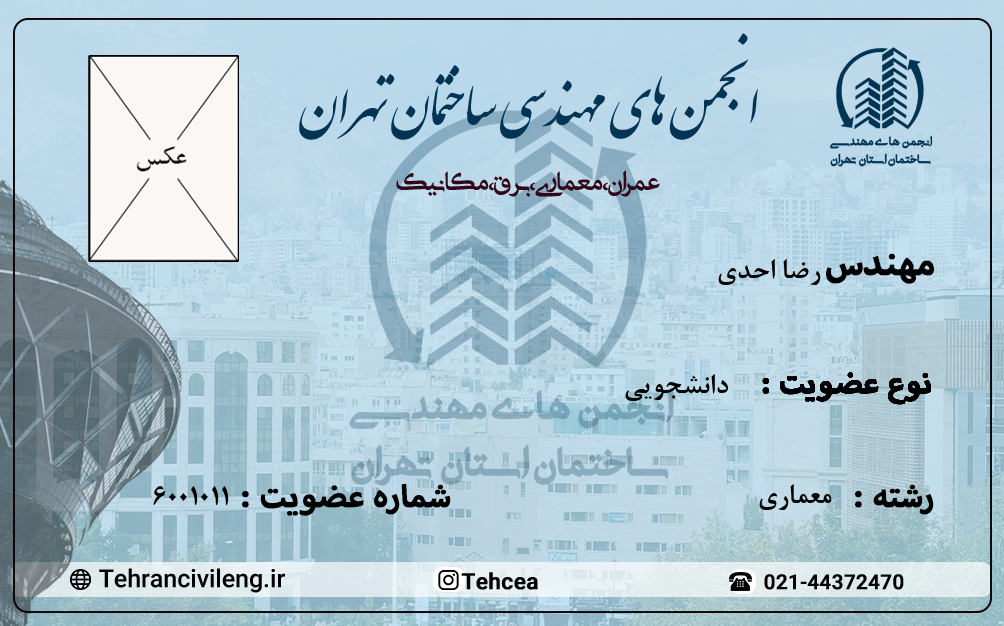 انجمن های مهندسی ساختمان تهران
انجمن های مهندسی
ساختمان استان تهران
عکس
عمران،معماری،برق،مکانیک
مهندس رضا احدی
نوع عضویت : دانشجویی
انجمن های مهندسی
ساختمان استان تهران
رشته : معماری
شماره عضویت : ۶۰۰۱۰۱۱
Tehrancivileng.ir
Tehcea
021-44372470